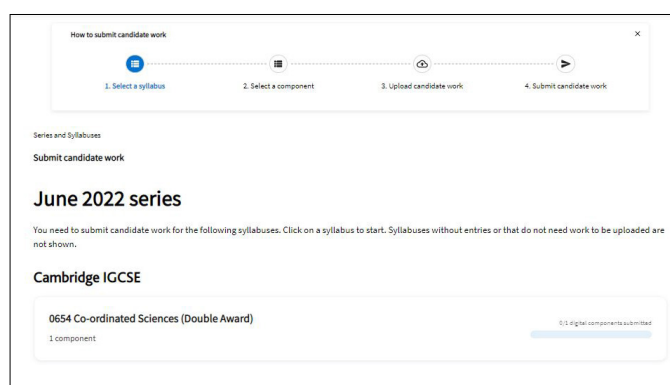 How to submit candidate work
1. Select a syllabus
2. Select a component
3. Upload candidate work
4. Submit candidate work
Series and Syllabuses
Submit candidate work
June 2022 series
You need to submit candidate work for the following syllabuses. Click on a syllabus to start. Syllabuses without entries or that do not need work to be uploaded are
not shown.
Cambridge IGCSE
0654 Co-ordinated Sciences (Double Award)
0/1 digital components submitted
1 component